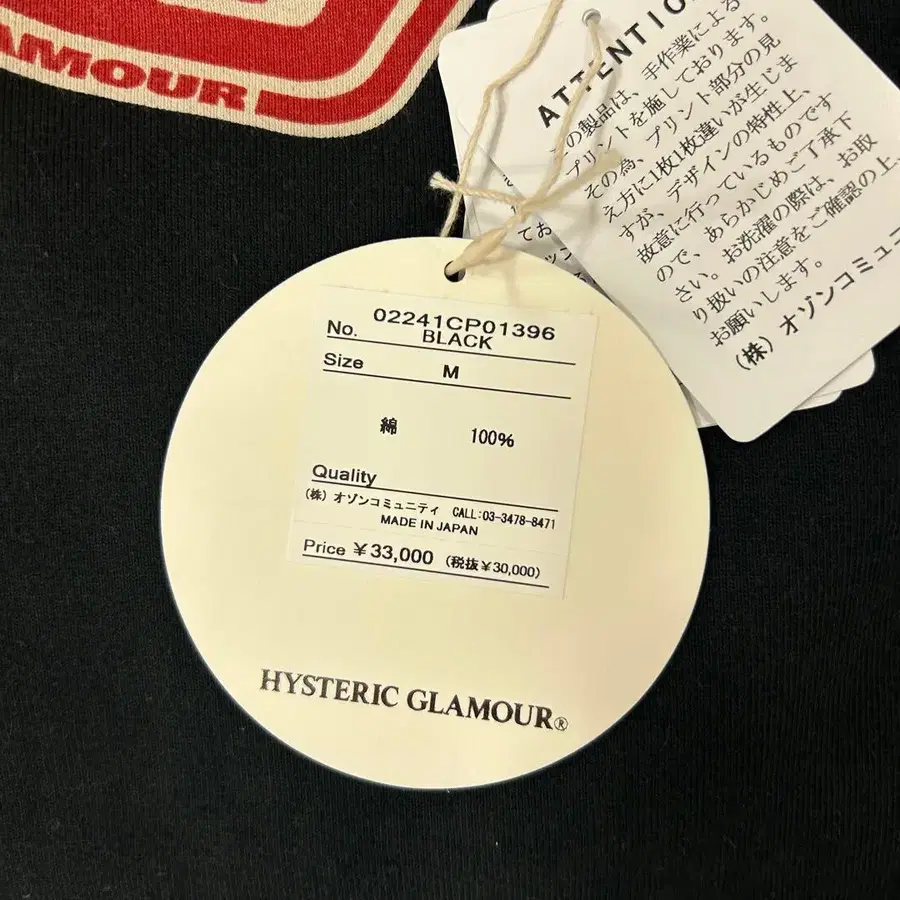 AMOUR
ATTENTIO
この製品は、手作業による
プリントを施しております。
その為、プリント部分の見
え方に1枚1枚違いが生じま
すが、デザインの特性上、
故意に行っているものです
ので、あらかじめご了承下
さい。お洗濯の際は、お取
り扱いの注意をご確認の上、
お願いします。
(株) オゾンコミュニ
てお
ツン
No. 02241CP01396
BLACK
Size M
綿 100%
Quality
(株) オゾンコミュニティ CALL:03-3478-8471
MADE IN JAPAN
Price ¥33,000 (税抜¥30,000)
HYSTERIC GLAMOUR®